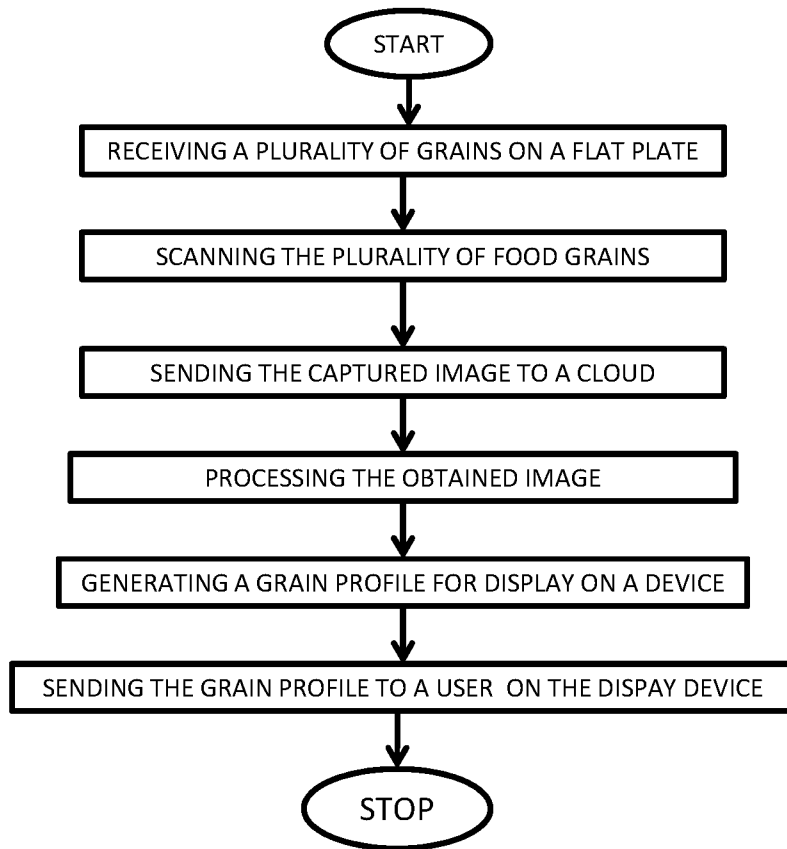 START
RECEIVING A PLURALITY OF GRAINS ON A FLAT PLATE
SCANNING THE PLURALITY OF FOOD GRAINS
SENDING THE CAPTURED IMAGE TO A CLOUD
PROCESSING THE OBTAINED IMAGE
GENERATING A GRAIN PROFILE FOR DISPLAY ON A DEVICE
SENDING THE GRAIN PROFILE TO A USER ON THE DISPAY DEVICE
STOP